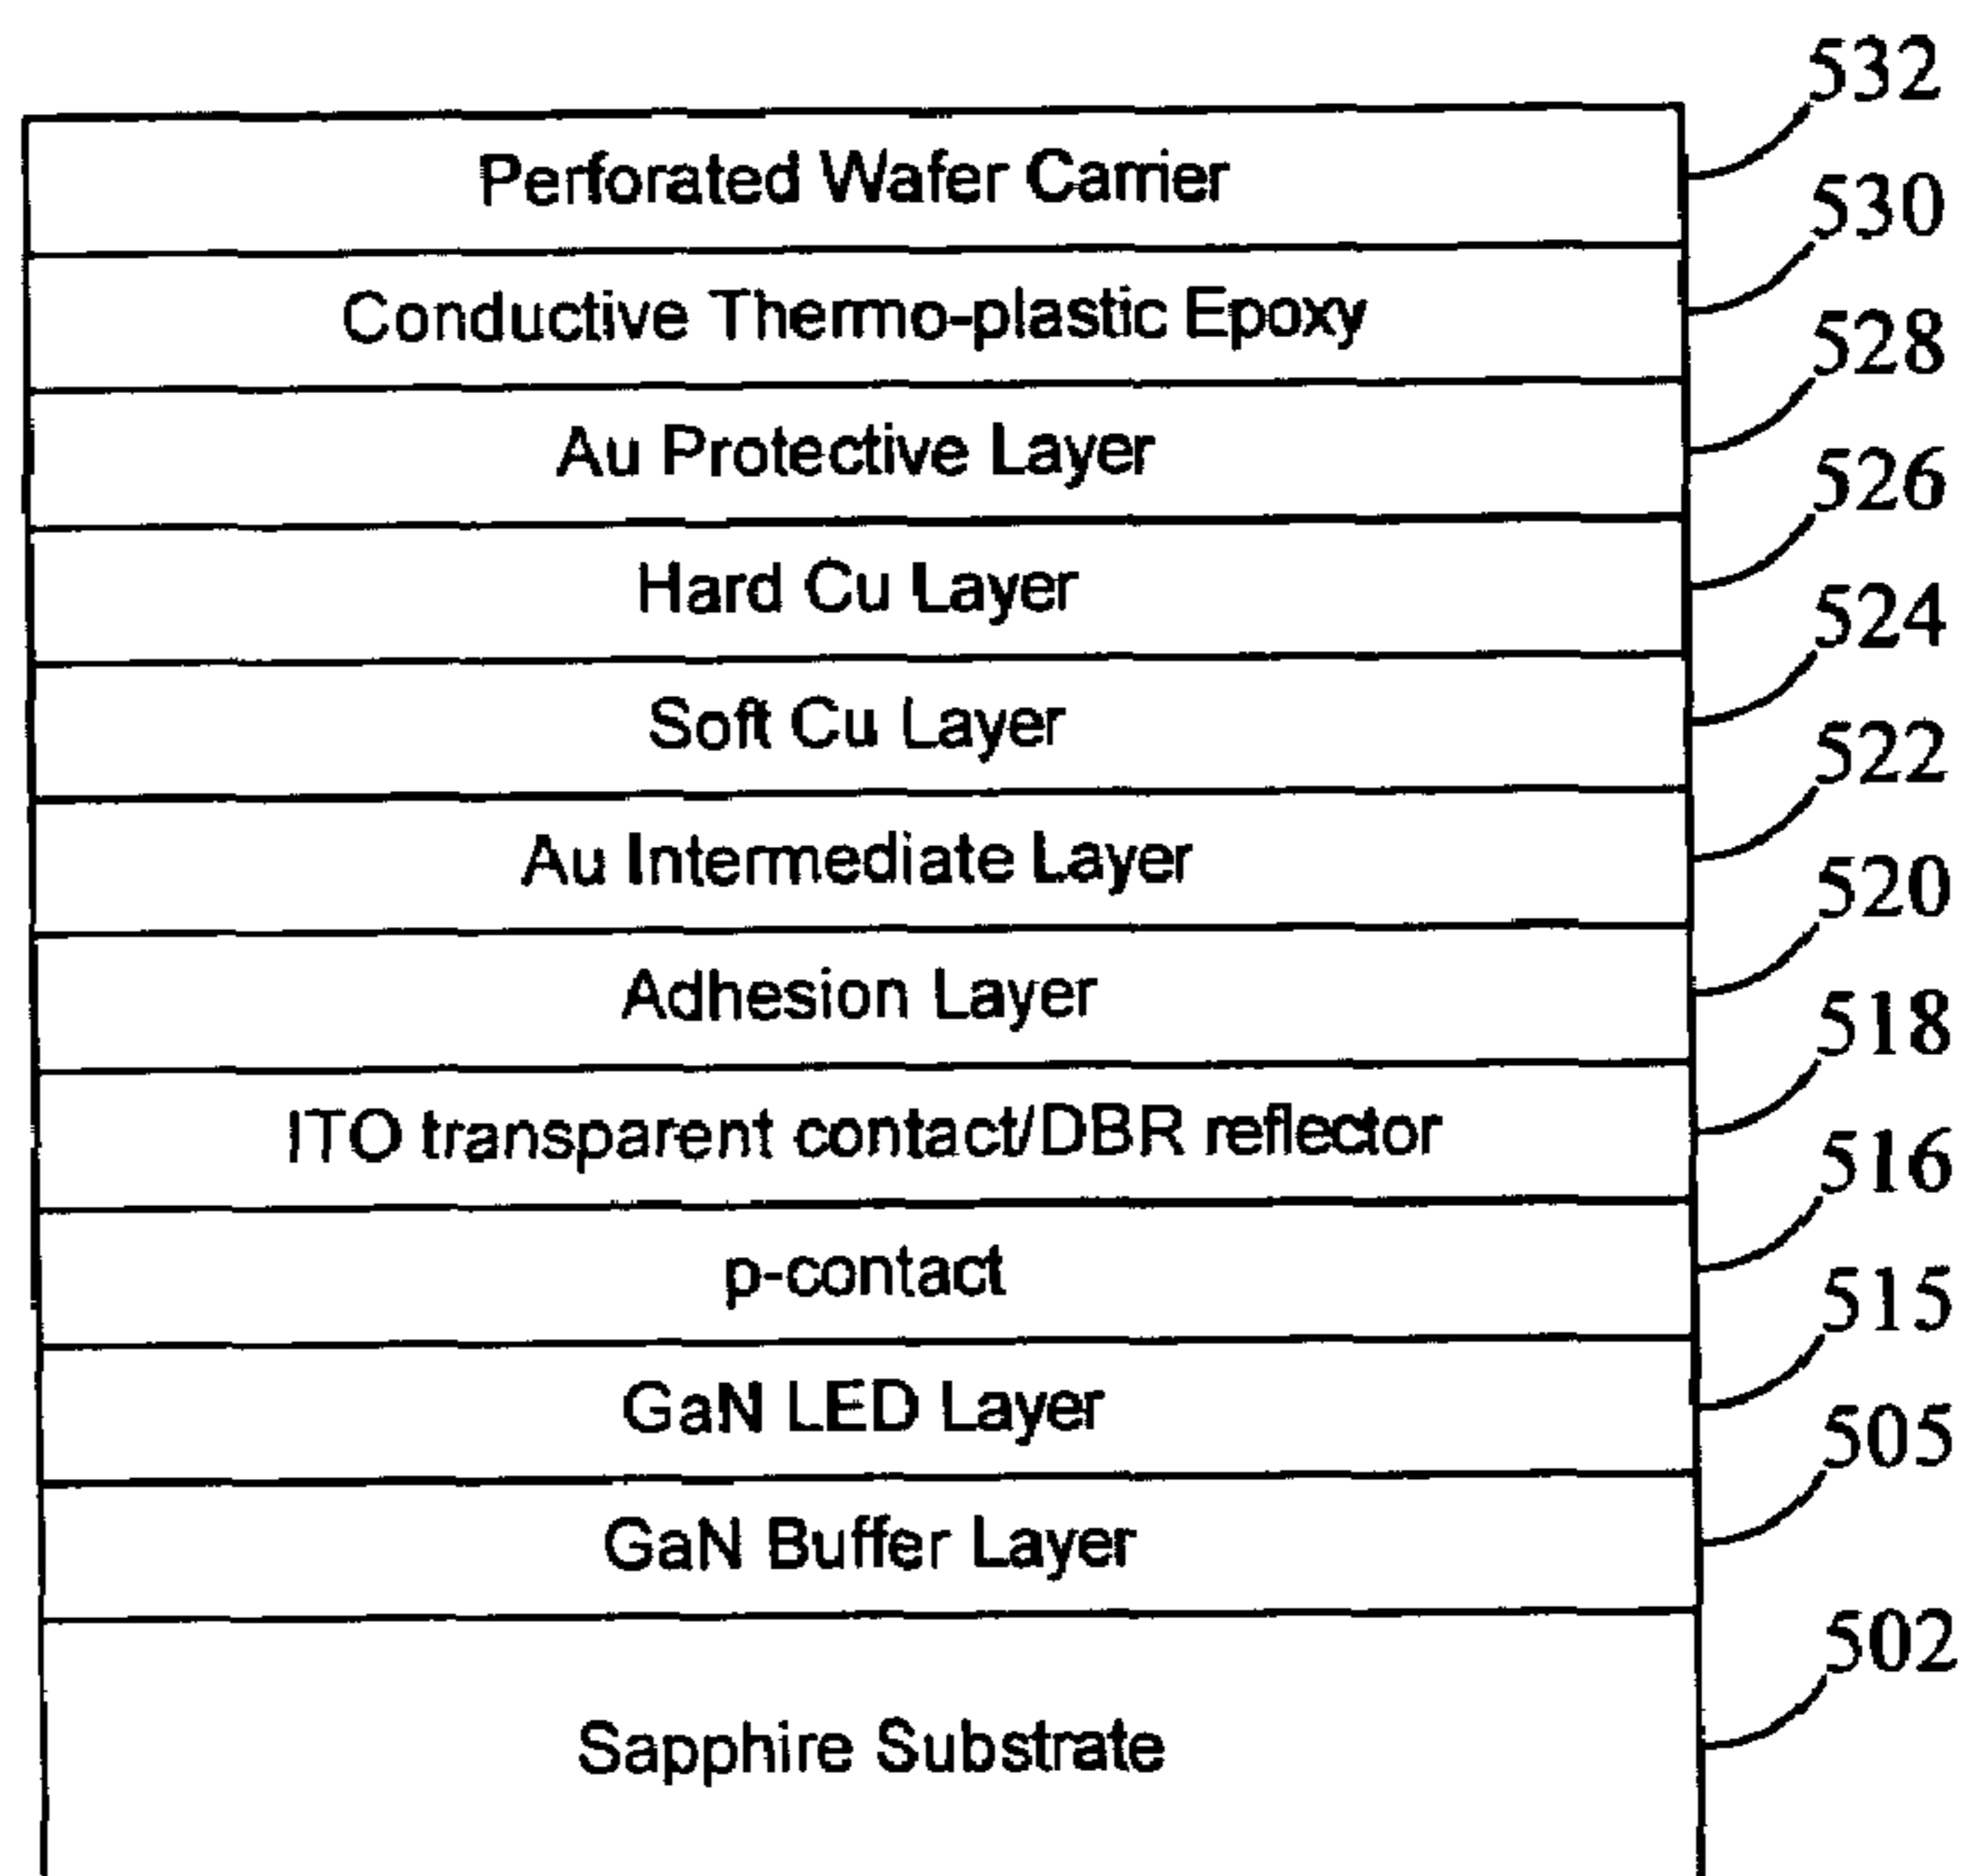 532
Perforated Wafer Carrier
530
Conductive Thermo-plastic Epoxy
528
Au Protective Layer
526
Hard Cu Layer
524
Soft Cu Layer
522
Au Intermediate Layer
520
Adhesion Layer
518
ITO transparent contact/DBR reflector
516
p-contact
515
GaN LED Layer
505
GaN Buffer Layer
502
Sapphire Substrate